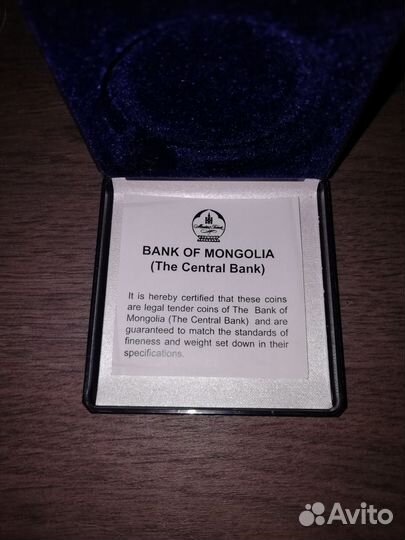 BANK OF MONGOLIA
(The Central Bank)
It is hereby certified that these coins
are legal tender coins of The Bank of
Mongolia (The Central Bank) and are
guaranteed to match the standards of
fineness and weight set down in their
specifications.
Avito